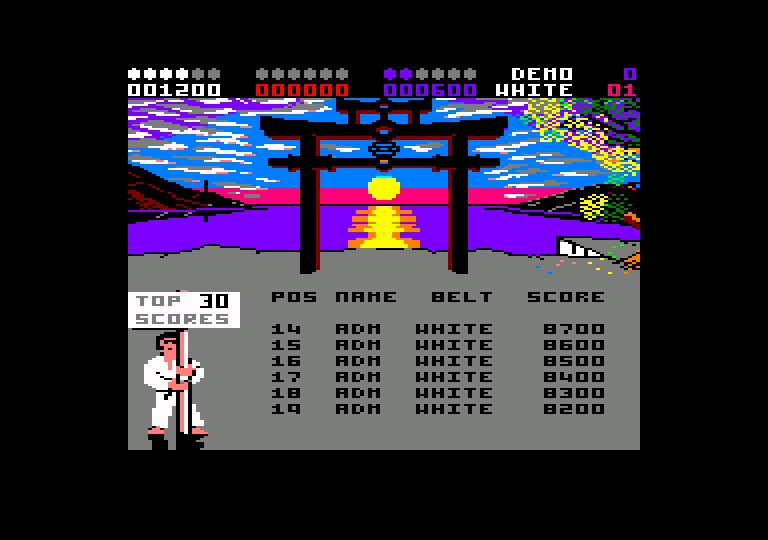 DEMO 0
001200 000000 000600 WHITE 01
TOP 30
SCORES
POS NAME BELT SCORE
14 ADM WHITE 8700
15 ADM WHITE 8600
16 ADM WHITE 8500
17 ADM WHITE 8400
18 ADM WHITE 8300
19 ADM WHITE 8200